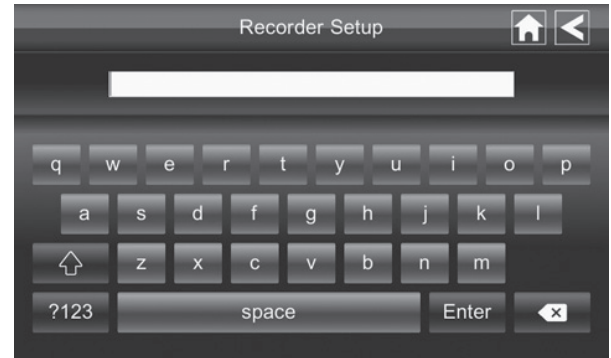 Recorder Setup
q w e r t y u i o p
a s d f g h j k l
z x c v b n m
?123 space Enter